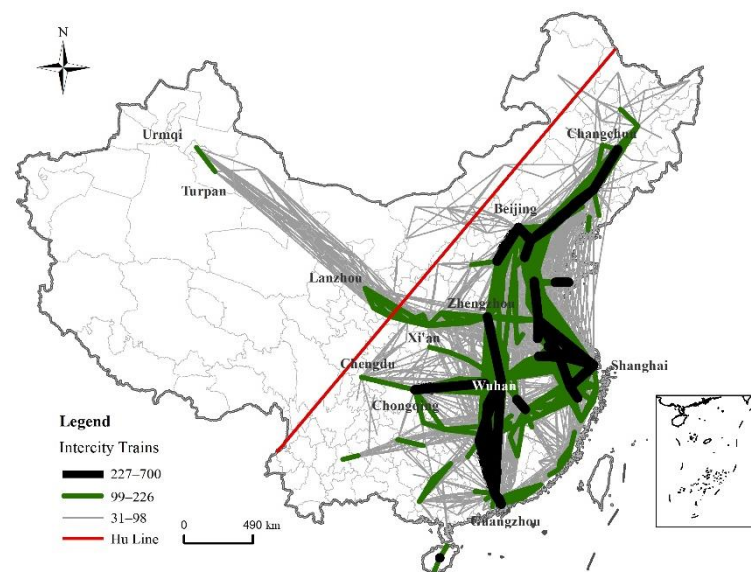 N
Urmqi
Turpan
Changchun
Beijing
Lanzhou
Zhengzhou
Xi'an
Chengdu
Shanghai
Wuhan
Chongqing
Guangzhou
Legend
Intercity Trains
227–700
99–226
31–98
Hu Line
0 490 km